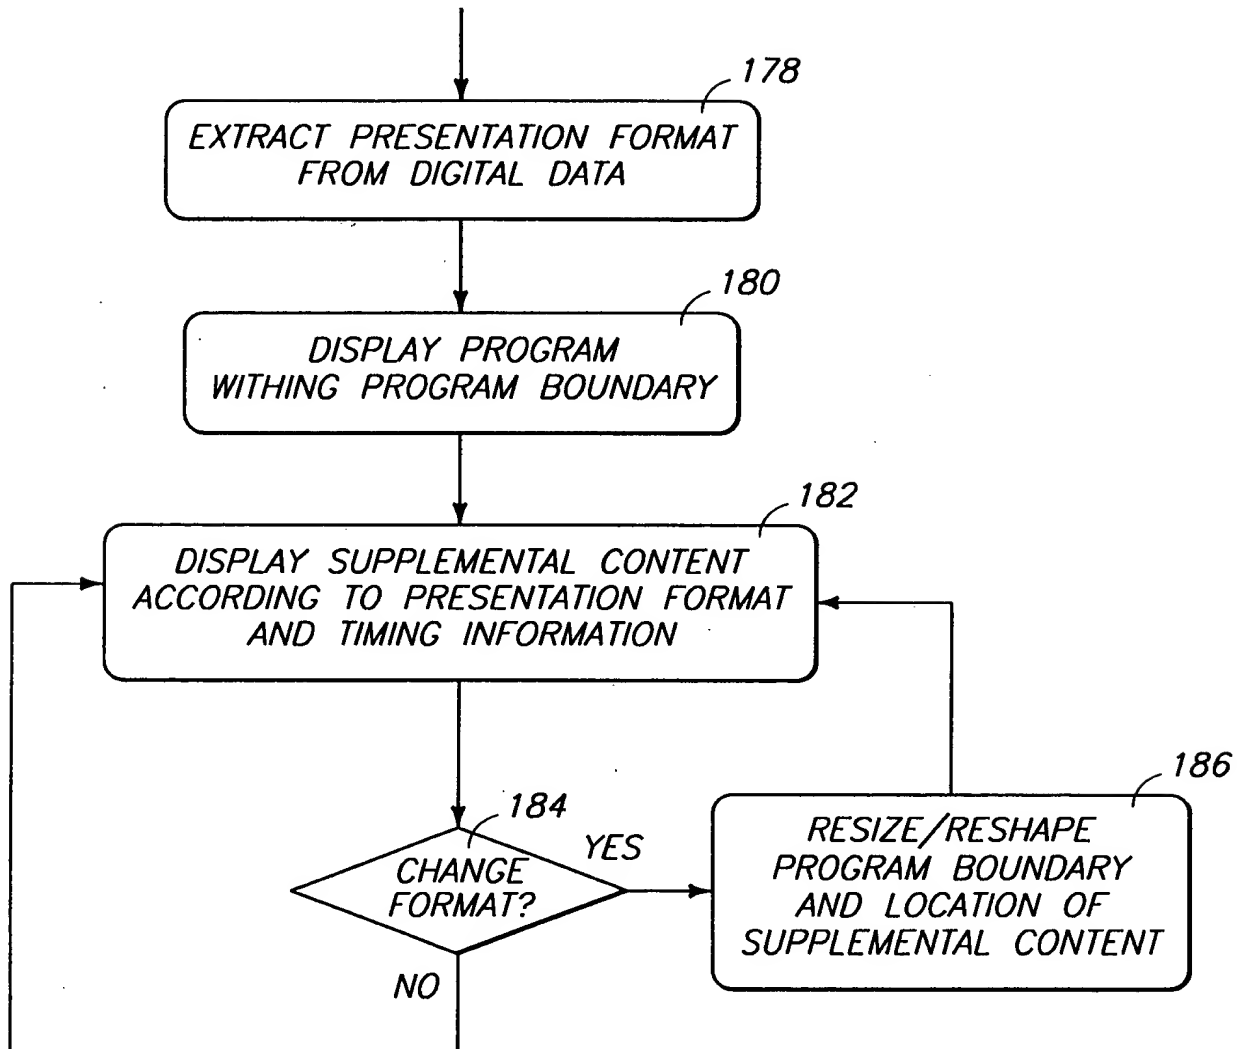 178
EXTRACT PRESENTATION FORMAT
FROM DIGITAL DATA
180
DISPLAY PROGRAM
WITHING PROGRAM BOUNDARY
182
DISPLAY SUPPLEMENTAL CONTENT
ACCORDING TO PRESENTATION FORMAT
AND TIMING INFORMATION
184
CHANGE
FORMAT?
YES
NO
186
RESIZE/RESHAPE
PROGRAM BOUNDARY
AND LOCATION OF
SUPPLEMENTAL CONTENT